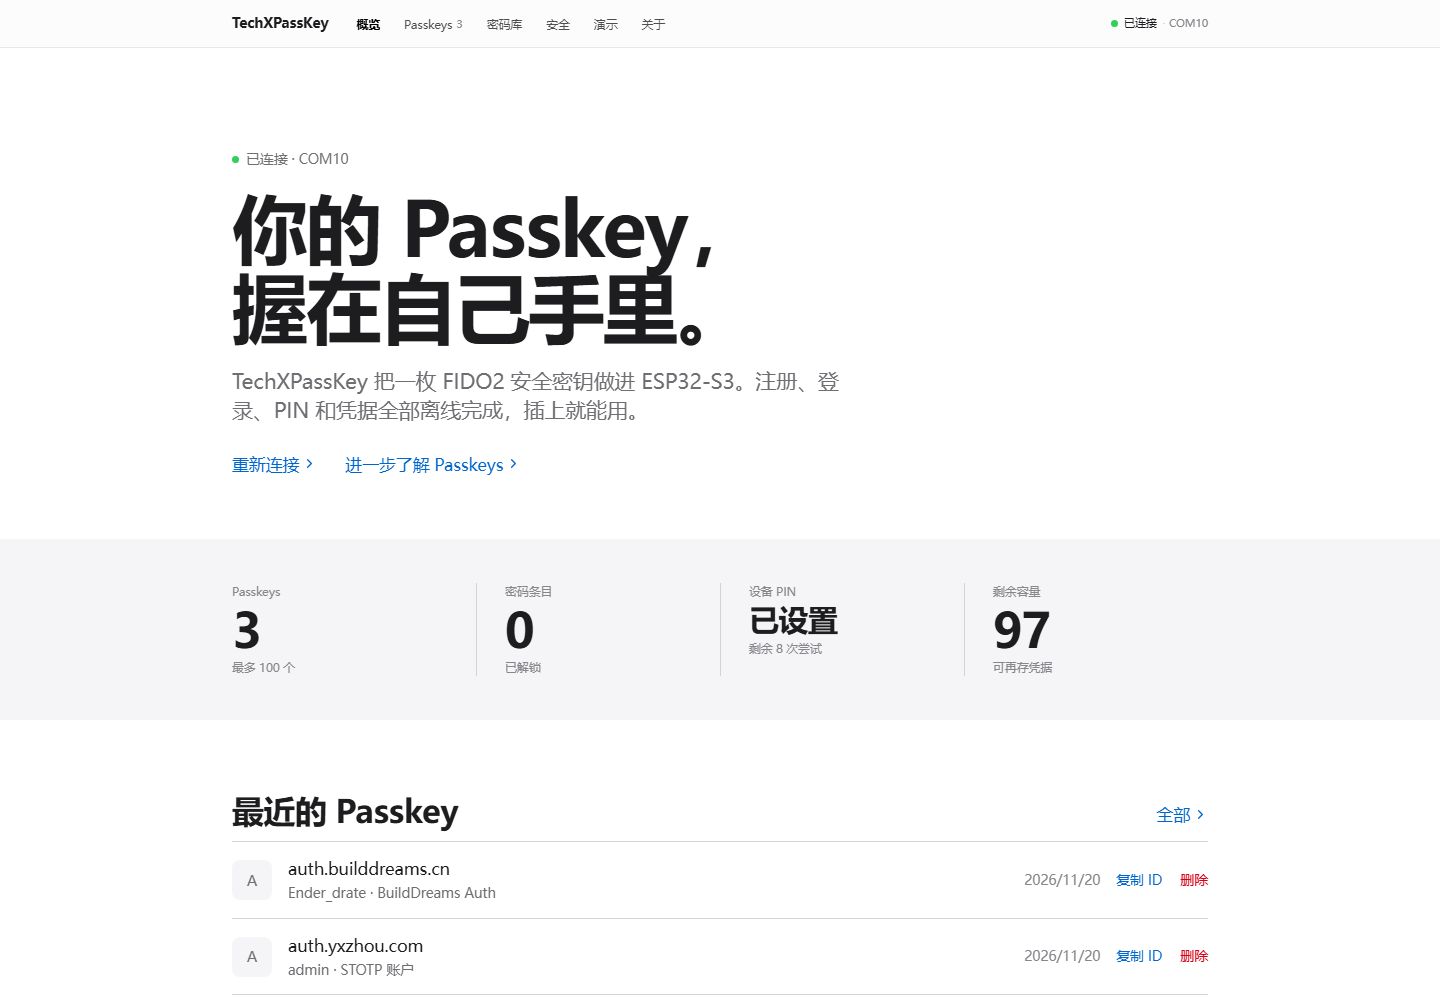 TechXPassKey 概览 Passkeys 3 密码库 安全 演示 关于 已连接 · COM10
已连接 · COM10
你的 Passkey，
握在自己手里。
TechXPassKey 把一枚 FIDO2 安全密钥做进 ESP32-S3。注册、登
录、PIN 和凭据全部离线完成，插上就能用。
重新连接 › 进一步了解 Passkeys ›
Passkeys
3
最多 100 个
密码条目
0
已解锁
设备 PIN
已设置
剩余 8 次尝试
剩余容量
97
可再存凭据
最近的 Passkey 全部 ›
A
auth.builddreams.cn
Ender_drate · BuildDreams Auth
2026/11/20 复制 ID 删除
A
auth.yxzhou.com
admin · STOTP 账户
2026/11/20 复制 ID 删除